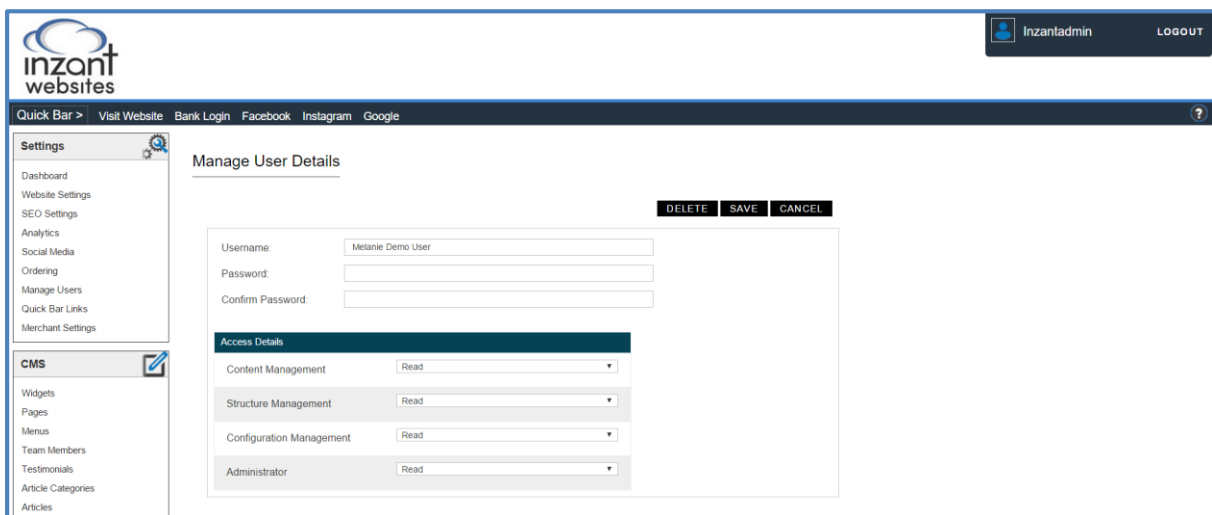 inzant
websites
Inzantadmin
LOGOUT
Quick Bar > Visit Website Bank Login Facebook Instagram Google ?
Settings
Dashboard
Website Settings
SEO Settings
Analytics
Social Media
Ordering
Manage Users
Quick Bar Links
Merchant Settings
CMS
Widgets
Pages
Menus
Team Members
Testimonials
Article Categories
Articles
Manage User Details
DELETE SAVE CANCEL
Username: Melanie Demo User
Password:
Confirm Password:
Access Details
Content Management Read
Structure Management Read
Configuration Management Read
Administrator Read